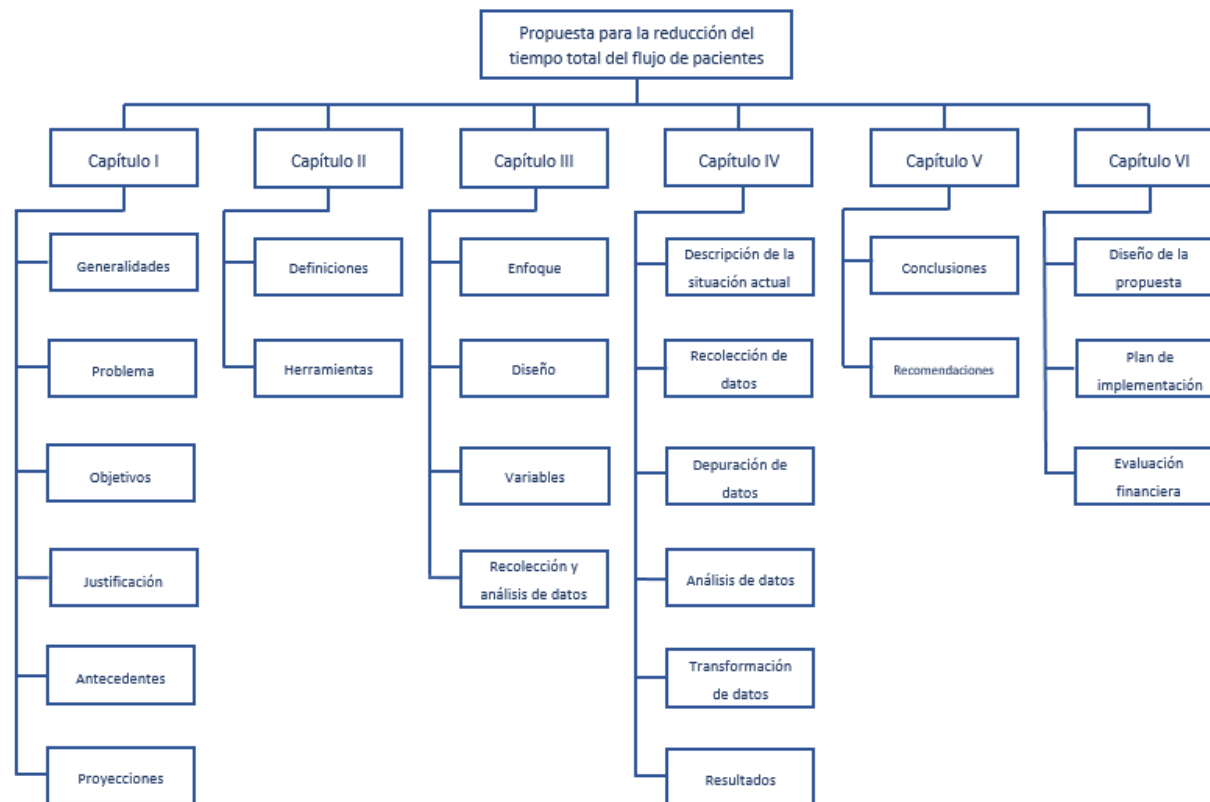 Propuesta para la reducción del
tiempo total del flujo de pacientes
Capítulo I
Generalidades
Problema
Objetivos
Justificación
Antecedentes
Proyecciones
Capítulo II
Definiciones
Herramientas
Capítulo III
Enfoque
Diseño
Variables
Recolección y
análisis de datos
Capítulo IV
Descripción de la
situación actual
Recolección de
datos
Depuración de
datos
Análisis de datos
Transformación
de datos
Resultados
Capítulo V
Conclusiones
Recomendaciones
Capítulo VI
Diseño de la
propuesta
Plan de
implementación
Evaluación
financiera